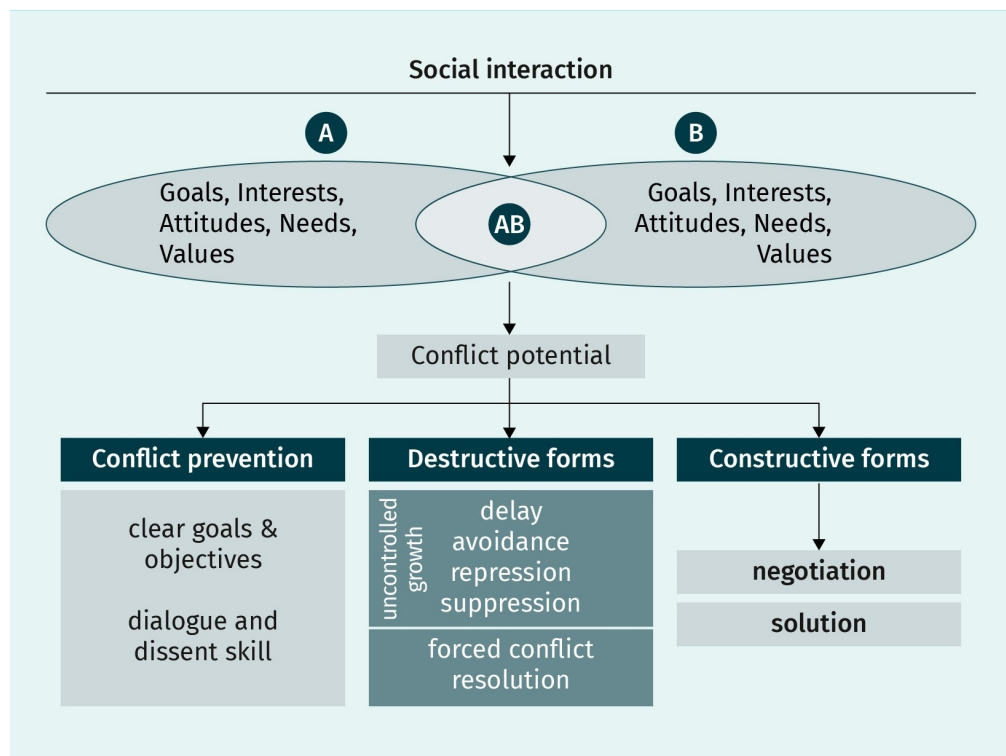 Social interaction
A
B
Goals, Interests,
Attitudes, Needs,
Values
AB
Goals, Interests,
Attitudes, Needs,
Values
Conflict potential
Conflict prevention
clear goals &
objectives
dialogue and
dissent skill
Destructive forms
uncontrolled
growth
delay
avoidance
repression
suppression
forced conflict
resolution
Constructive forms
negotiation
solution